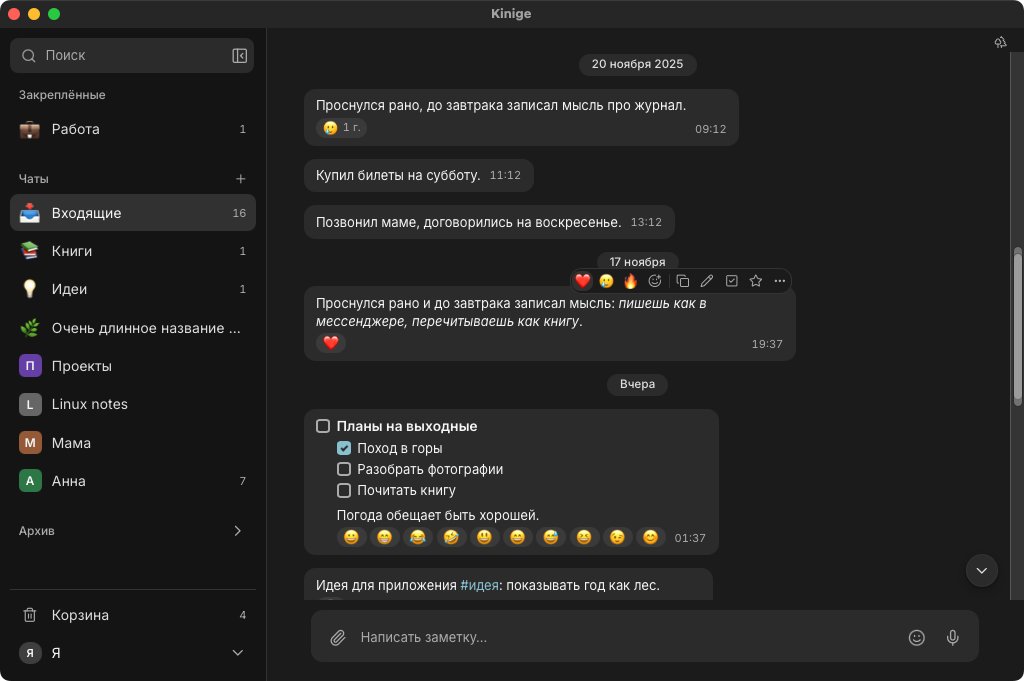 Kinige
Поиск
Закреплённые
Работа 1
Чаты
Входящие 16
Книги 1
Идеи 1
Очень длинное название ...
П Проекты
L Linux notes
М Мама
А Анна 7
Архив
Корзина 4
Я Я
20 ноября 2025
Проснулся рано, до завтрака записал мысль про журнал.
1 г. 09:12
Купил билеты на субботу. 11:12
Позвонил маме, договорились на воскресенье. 13:12
17 ноября
Проснулся рано и до завтрака записал мысль: пишешь как в
мессенджере, перечитываешь как книгу.
19:37
Вчера
Планы на выходные
Поход в горы
Разобрать фотографии
Почитать книгу
Погода обещает быть хорошей.
01:37
Идея для приложения #идея: показывать год как лес.
Написать заметку...